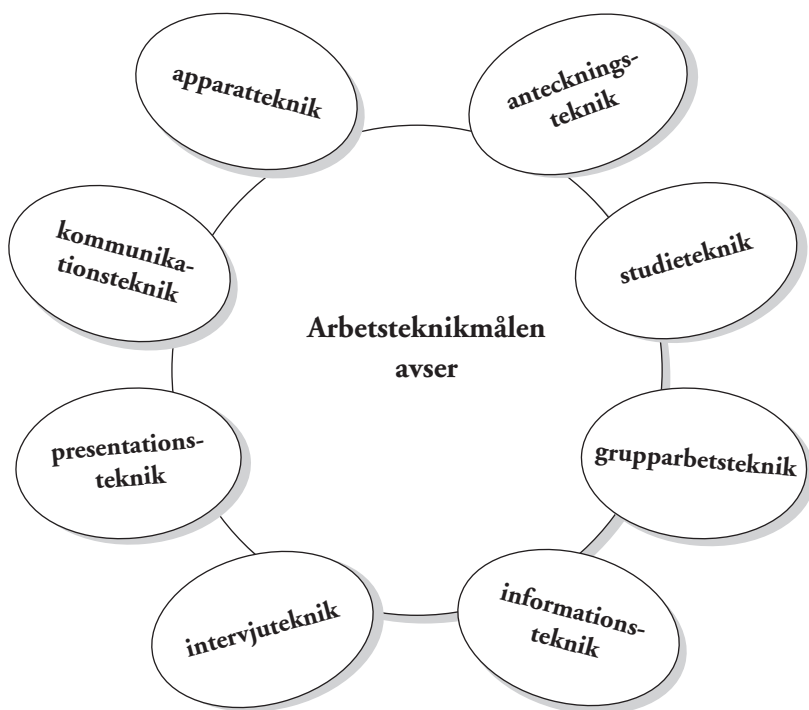 apparatteknik
antecknings-
teknik
kommunika-
tionsteknik
studieteknik
Arbetsteknikmålen
avser
presentations-
teknik
grupparbetsteknik
intervjuteknik
informations-
teknik